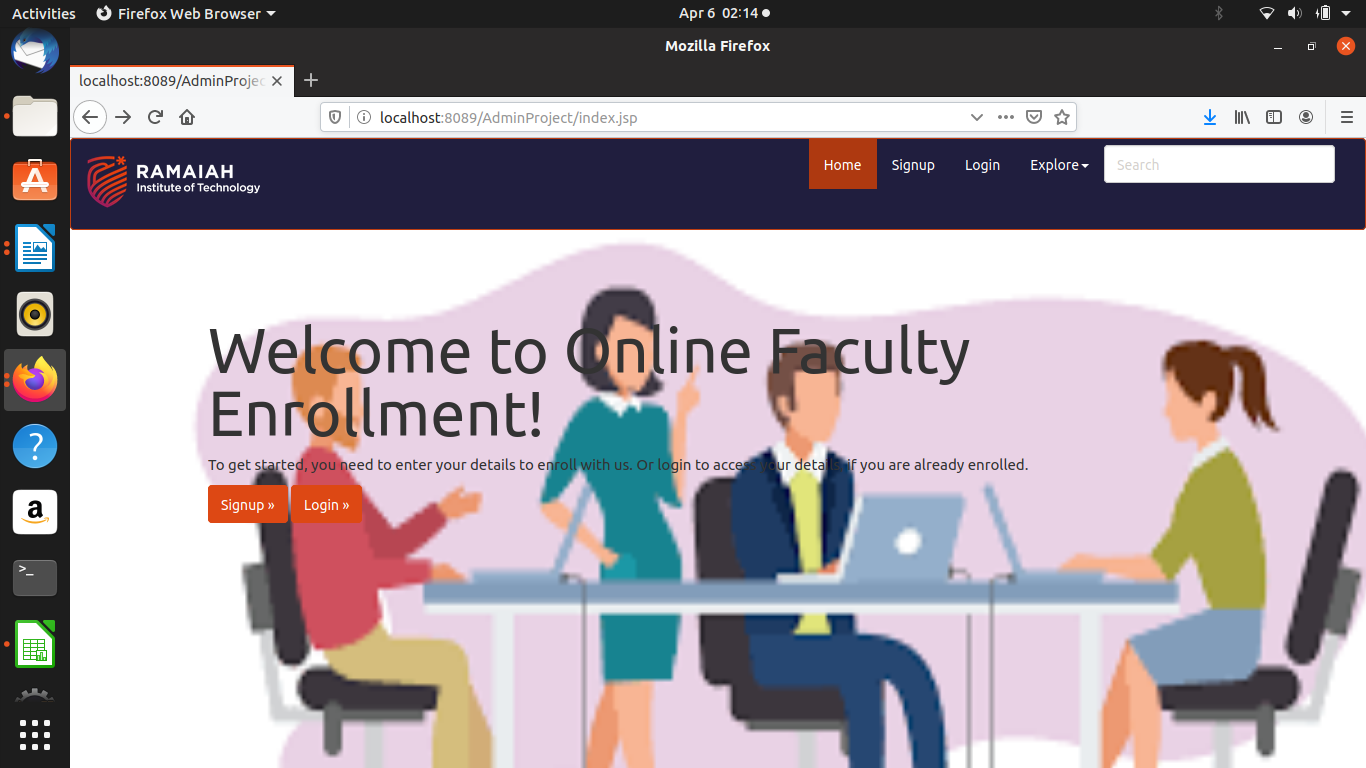 Activities Firefox Web Browser Apr 6 02:14
Mozilla Firefox
localhost:8089/AdminProjec
localhost:8089/AdminProject/index.jsp
RAMAIAH
Institute of Technology
Home Signup Login Explore Search
Welcome to Online Faculty
Enrollment!
To get started, you need to enter your details to enroll with us. Or login to access your details if you are already enrolled.
Signup » Login »